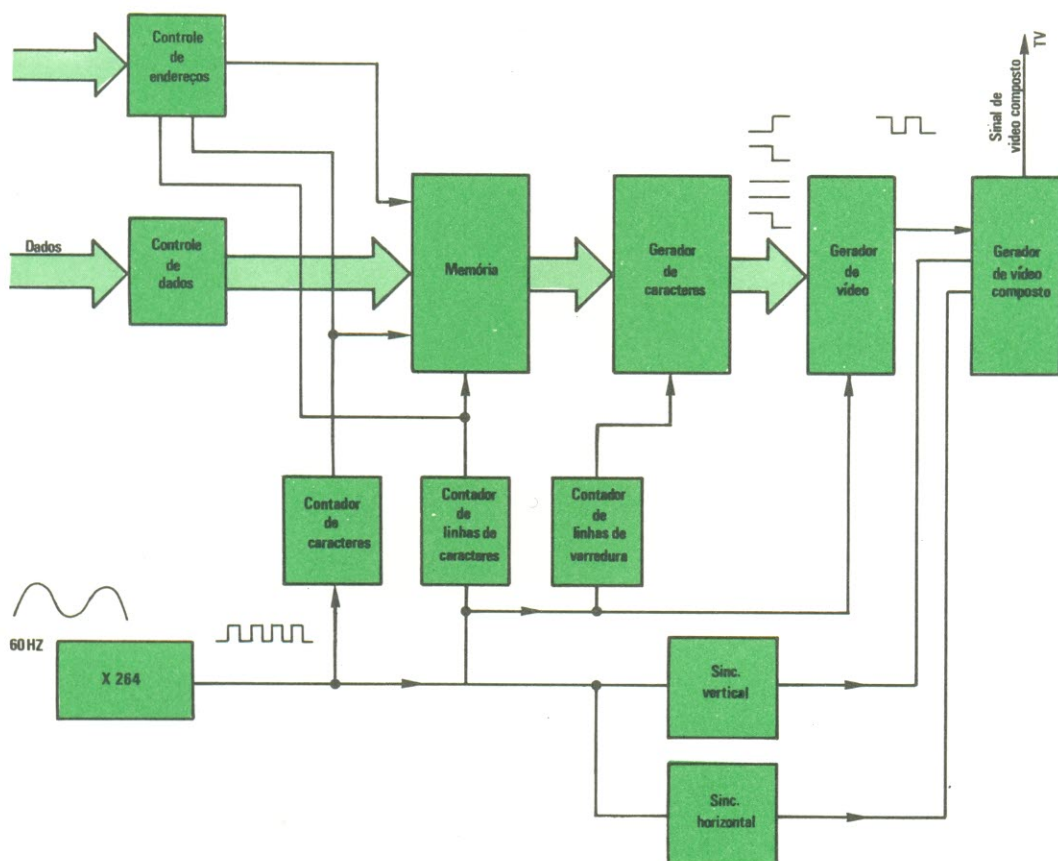 Controle
de
endereços
TV
Sinal de
vídeo composto
Dados
Controle
de
dados
Memória
Gerador
de
caracteres
Gerador
de
vídeo
Gerador
de vídeo
composto
Contador
de
caracteres
Contador
de
linhas de
caracteres
Contador
de
linhas de
varredura
60 HZ
X 264
Sinc.
vertical
Sinc.
horizontal